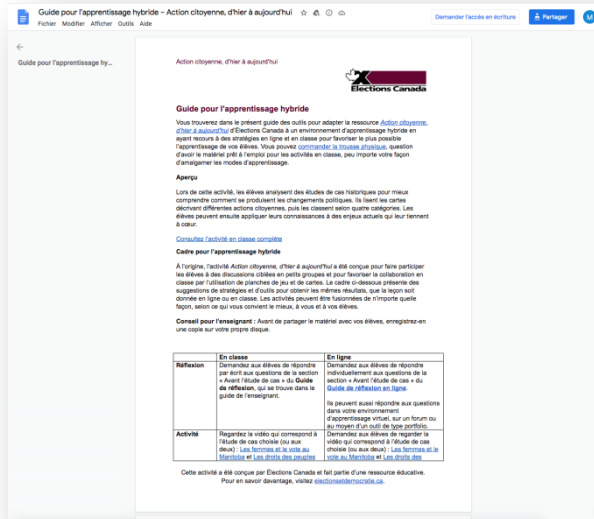 Guide pour l'apprentissage hybride – Action citoyenne, d'hier à aujourd'hui
Fichier Modifier Afficher Outils Aide
Demander l'accès en écriture
Partager
M
Guide pour l'apprentissage hy...
Action citoyenne, d'hier à aujourd'hui
Elections Canada
Guide pour l'apprentissage hybride
Vous trouverez dans le présent guide des outils pour adapter la ressource Action citoyenne,
d'hier à aujourd'hui d'Élections Canada à un environnement d'apprentissage hybride en
ayant recours à des stratégies en ligne et en classe pour favoriser le plus possible
l'apprentissage de vos élèves. Vous pouvez commander la trousse physique, question
d'avoir le matériel prêt à l'emploi pour les activités en classe, peu importe votre façon
d'amalgamer les modes d'apprentissage.
Aperçu
Lors de cette activité, les élèves analysent des études de cas historiques pour mieux
comprendre comment se produisent les changements politiques. Ils lisent les cartes
décrivant différentes actions citoyennes, puis les classent selon quatre catégories. Les
élèves peuvent ensuite appliquer leurs connaissances à des enjeux actuels qui leur tiennent
à cœur.
Consultez l'activité en classe complète
Cadre pour l'apprentissage hybride
À l'origine, l'activité Action citoyenne, d'hier à aujourd'hui a été conçue pour faire participer
les élèves à des discussions ciblées en petits groupes et pour favoriser la collaboration en
classe par l'utilisation de planches de jeu et de cartes. Le cadre ci-dessous présente des
suggestions de stratégies et d'outils pour obtenir les mêmes résultats, que la leçon soit
donnée en ligne ou en classe. Les activités peuvent être fusionnées de n'importe quelle
façon, selon ce qui vous convient le mieux, à vous et à vos élèves.
Conseil pour l'enseignant : Avant de partager le matériel avec vos élèves, enregistrez-en
une copie sur votre propre disque.
En classe
En ligne
Réflexion
Demandez aux élèves de répondre
par écrit aux questions de la section
« Avant l'étude de cas » du Guide
de réflexion, qui se trouve dans le
guide de l'enseignant.
Demandez aux élèves de répondre
individuellement aux questions de la
section « Avant l'étude de cas » du
Guide de réflexion en ligne.
Ils peuvent aussi répondre aux questions
dans votre environnement
d'apprentissage virtuel, sur un forum ou
au moyen d'un outil de type portfolio.
Activité
Regardez la vidéo qui correspond à
l'étude de cas choisie (ou aux
deux) : Les femmes et le vote au
Manitoba et Les droits des peuples
Demandez aux élèves de regarder la
vidéo qui correspond à l'étude de cas
choisie (ou aux deux) : Les femmes et le
vote au Manitoba et Les droits des
Cette activité a été conçue par Élections Canada et fait partie d'une ressource éducative.
Pour en savoir davantage, visitez electionsetdemocratie.ca.